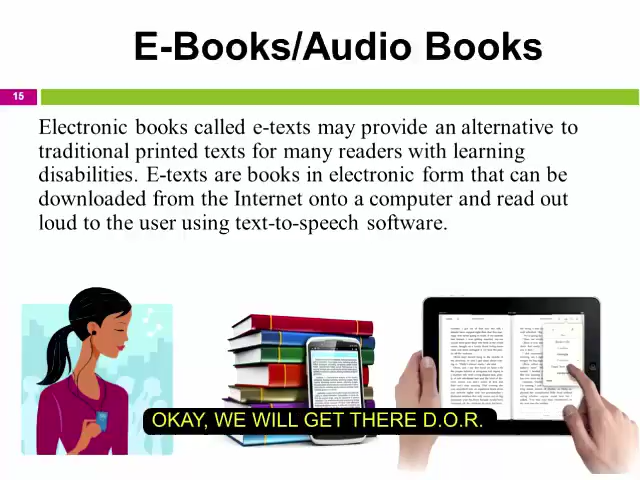 E-Books/Audio Books
15
Electronic books called e-texts may provide an alternative to
traditional printed texts for many readers with learning
disabilities. E-texts are books in electronic form that can be
downloaded from the Internet onto a computer and read out
loud to the user using text-to-speech software.
OKAY, WE WILL GET THERE D.O.R.